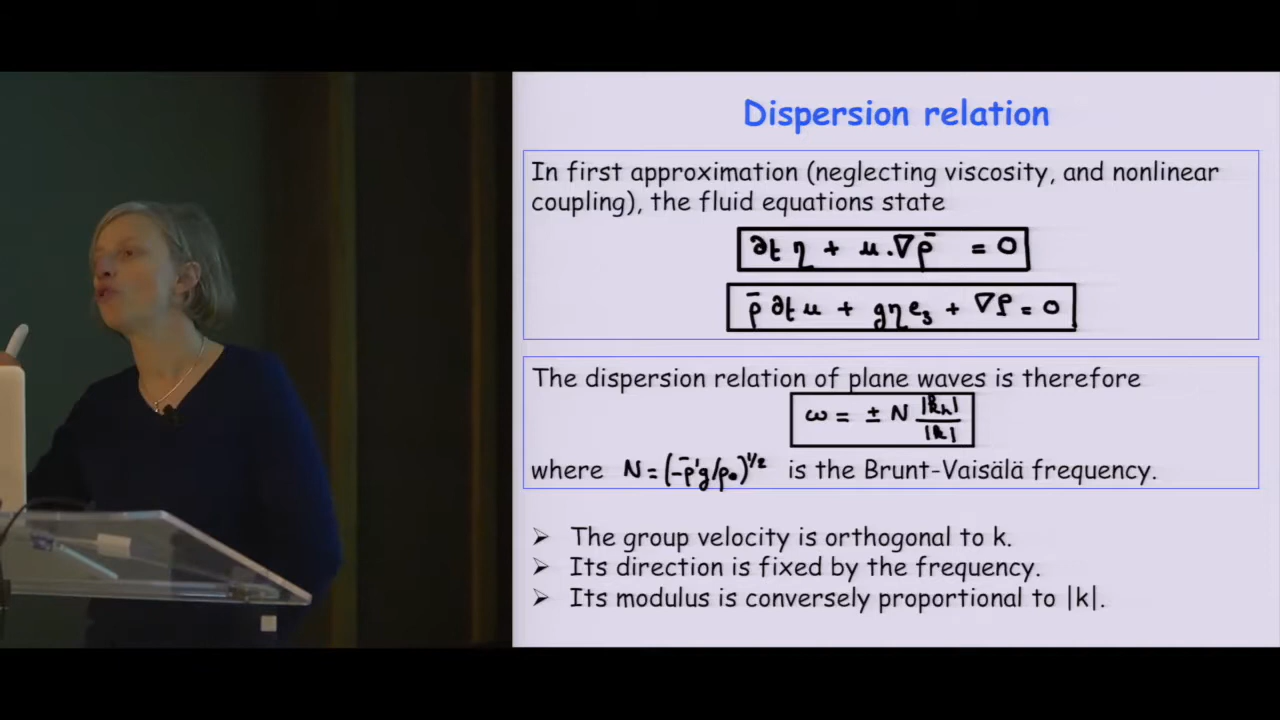 Dispersion relation
In first approximation (neglecting viscosity, and nonlinear
coupling), the fluid equations state
∂t η + u.∇ρ̄ = 0
ρ̄ ∂t u + gηe₃ + ∇P = 0
The dispersion relation of plane waves is therefore
ω = ± N |kₕ|/|k|
where N = (-ρ̄'g/ρ₀)^1/2 is the Brunt-Vaisälä frequency.
➢ The group velocity is orthogonal to k.
➢ Its direction is fixed by the frequency.
➢ Its modulus is conversely proportional to |k|.